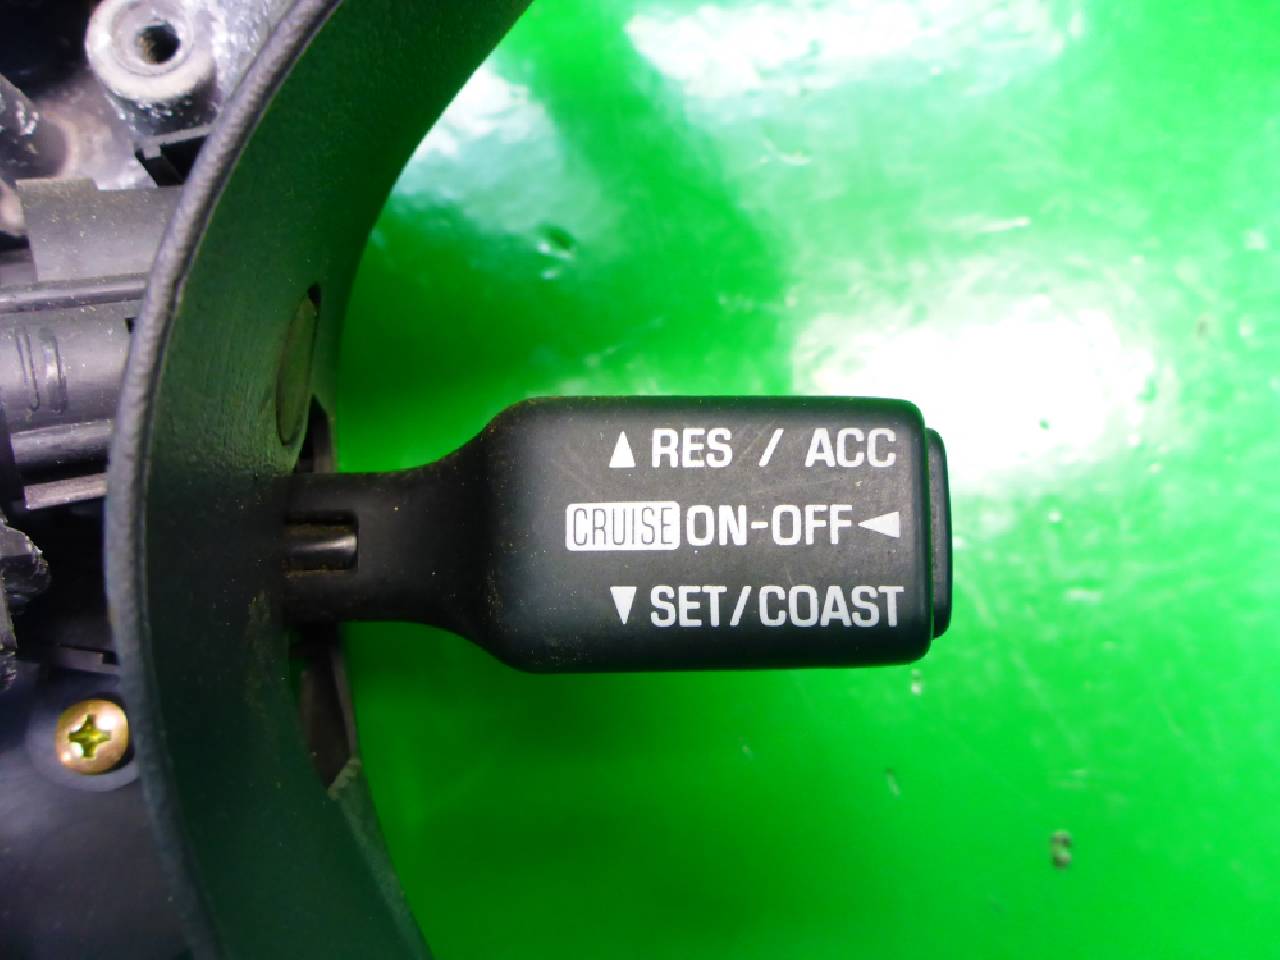 ▲ RES / ACC
CRUISE ON-OFF ◀
▼ SET/COAST